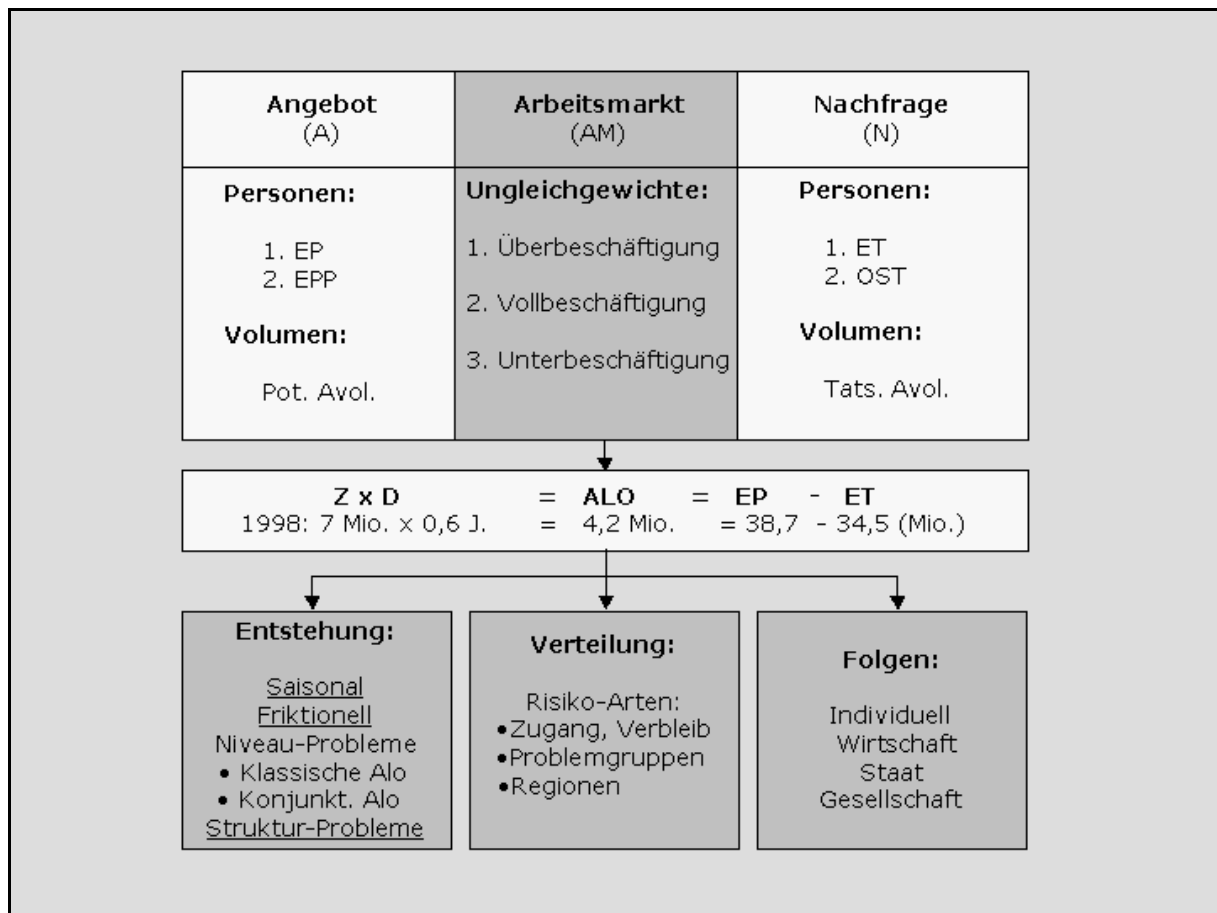 Angebot
(A)
Arbeitsmarkt
(AM)
Nachfrage
(N)
Personen:
1. EP
2. EPP
Volumen:
Pot. Avol.
Ungleichgewichte:
1. Überbeschäftigung
2. Vollbeschäftigung
3. Unterbeschäftigung
Personen:
1. ET
2. OST
Volumen:
Tats. Avol.
Z x D = ALO = EP - ET
1998: 7 Mio. x 0,6 J. = 4,2 Mio. = 38,7 - 34,5 (Mio.)
Entstehung:
Saisonal
Friktionell
Niveau-Probleme
• Klassische Alo
• Konjunkt. Alo
Struktur-Probleme
Verteilung:
Risiko-Arten:
•Zugang, Verbleib
•Problemgruppen
•Regionen
Folgen:
Individuell
Wirtschaft
Staat
Gesellschaft